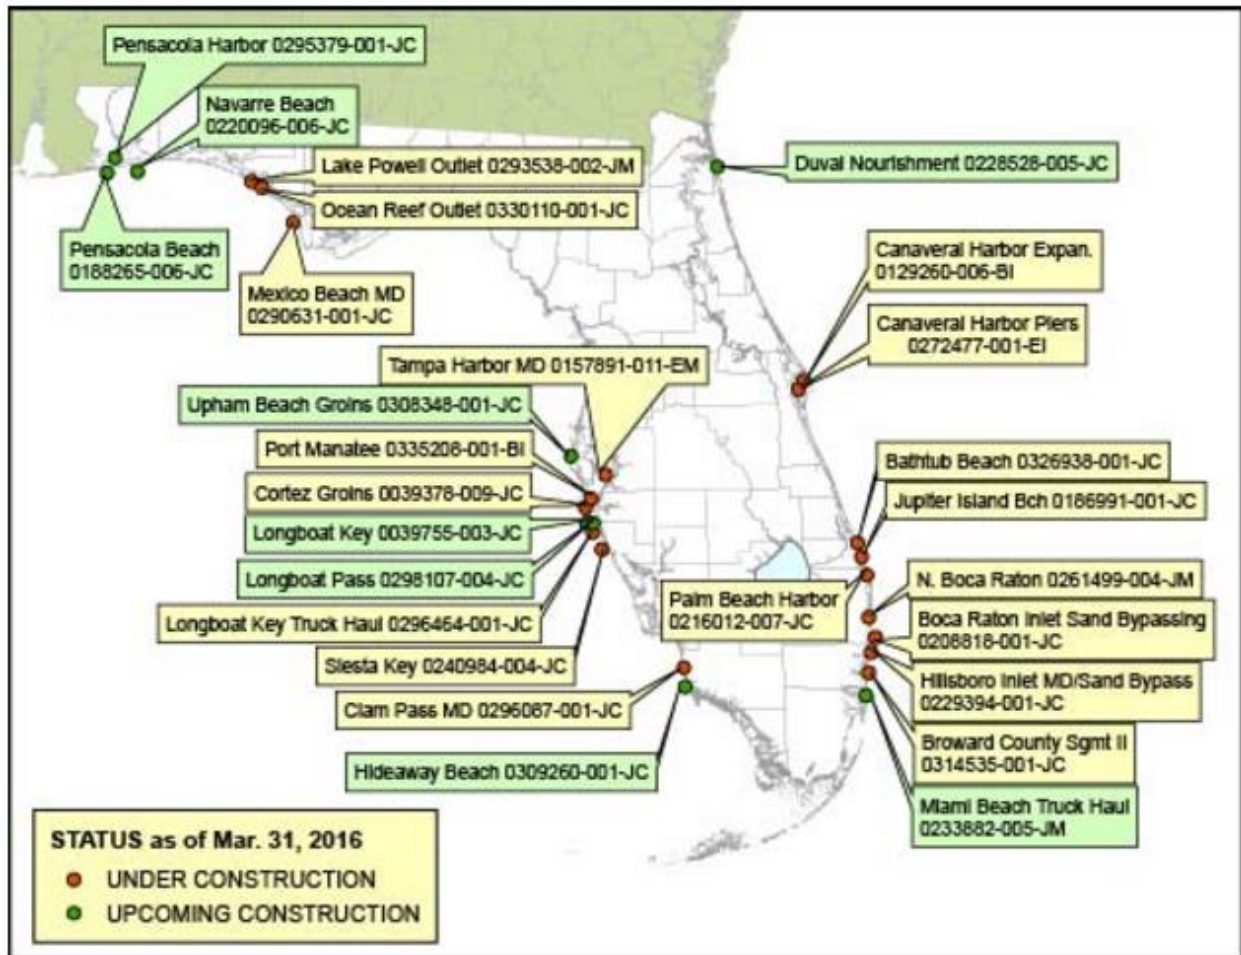 Pensacola Harbor 0295379-001-JC
Navarre Beach
0220096-006-JC
Lake Powell Outlet 0293538-002-JM
Duval Nourishment 0228528-005-JC
Ocean Reef Outlet 0330110-001-JC
Pensacola Beach
0188265-006-JC
Mexico Beach MD
0290631-001-JC
Canaveral Harbor Expan.
0129260-006-BI
Canaveral Harbor Piers
0272477-001-EI
Tampa Harbor MD 0157891-011-EM
Upham Beach Groins 0308348-001-JC
Port Manatee 0335208-001-BI
Bathtub Beach 0326938-001-JC
Cortez Groins 0039378-009-JC
Jupiter Island Bch 0186991-001-JC
Longboat Key 0039755-003-JC
Longboat Pass 0298107-004-JC
N. Boca Raton 0261499-004-JM
Palm Beach Harbor
0216012-007-JC
Longboat Key Truck Haul 0296464-001-JC
Boca Raton Inlet Sand Bypassing
0208818-001-JC
Siesta Key 0240984-004-JC
Hillsboro Inlet MD/Sand Bypass
0229394-001-JC
Clam Pass MD 0296087-001-JC
Broward County Sgmt II
0314535-001-JC
Hideaway Beach 0309260-001-JC
Miami Beach Truck Haul
0233882-005-JM
STATUS as of Mar. 31, 2016
UNDER CONSTRUCTION
UPCOMING CONSTRUCTION